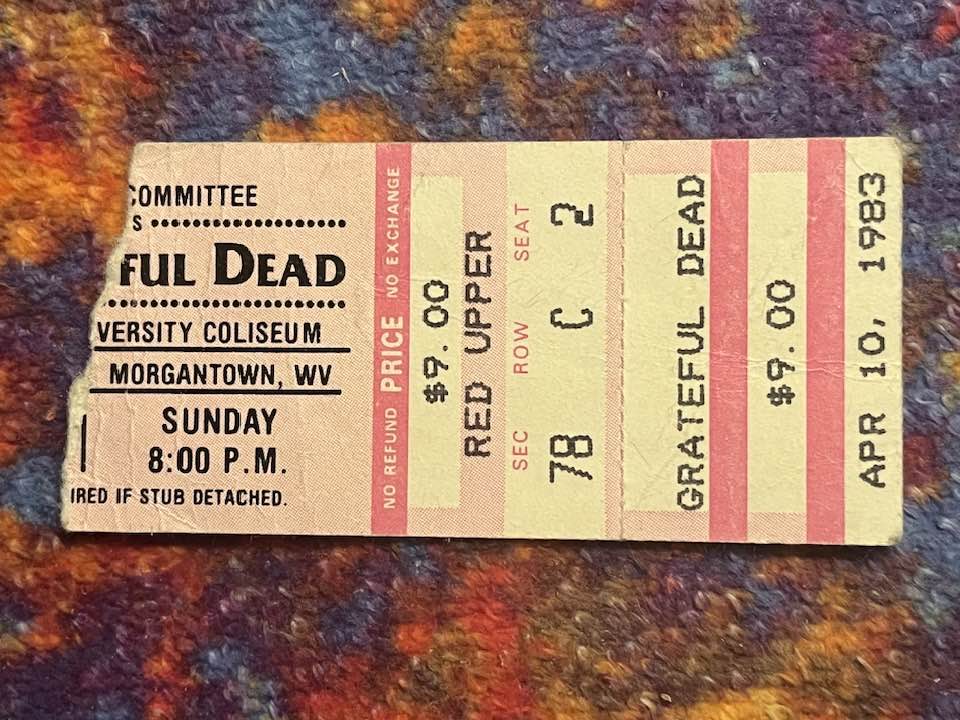 COMMITTEE
S
FUL DEAD
VERSITY COLISEUM
MORGANTOWN, WV
SUNDAY
8:00 P.M.
IRED IF STUB DETACHED.
NO REFUND PRICE NO EXCHANGE
$9.00
RED UPPER
SEC ROW SEAT
78 C 2
GRATEFUL DEAD
$9.00
APR 10, 1983